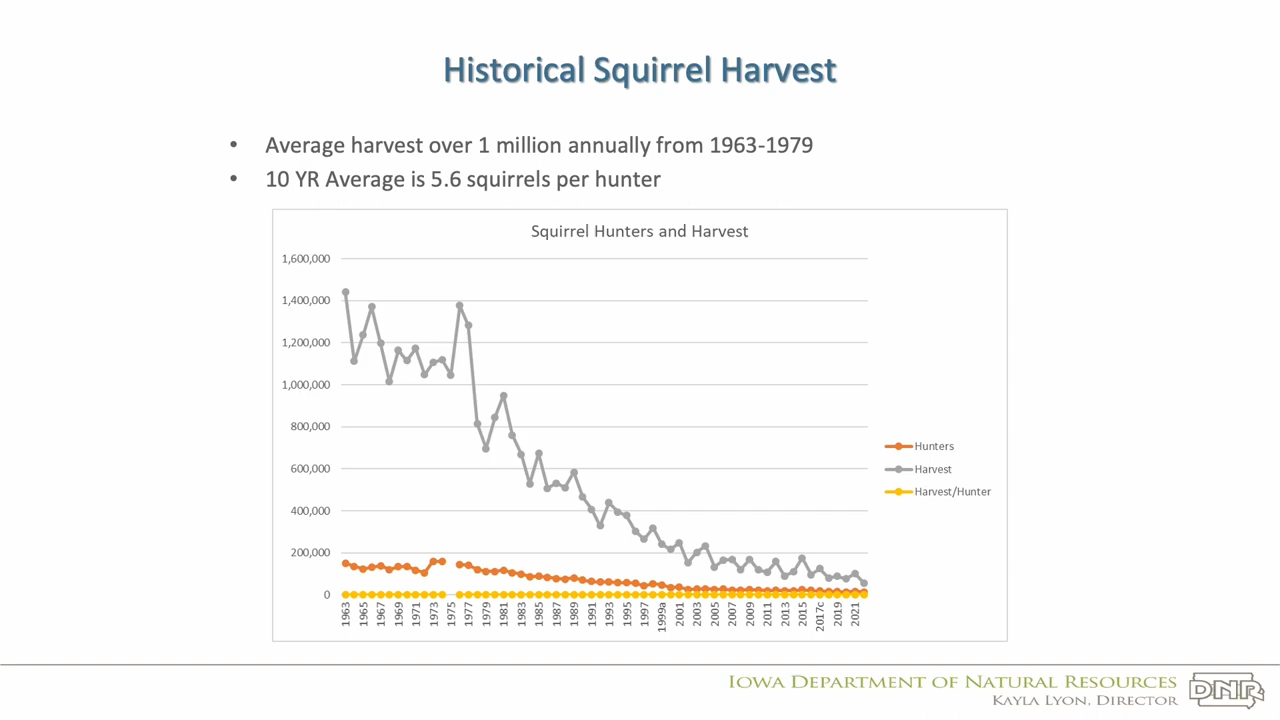 Historical Squirrel Harvest
• Average harvest over 1 million annually from 1963-1979
• 10 YR Average is 5.6 squirrels per hunter
Squirrel Hunters and Harvest
1,600,000
1,400,000
1,200,000
1,000,000
800,000
600,000
400,000
200,000
0
Hunters
Harvest
Harvest/Hunter
1963 1965 1967 1969 1971 1973 1975 1977 1979 1981 1983 1985 1987 1989 1991 1993 1995 1997 1999a 2001 2003 2005 2007 2009 2011 2013 2015 2017c 2019 2021
Iowa Department of Natural Resources
Kayla Lyon, Director
DNR